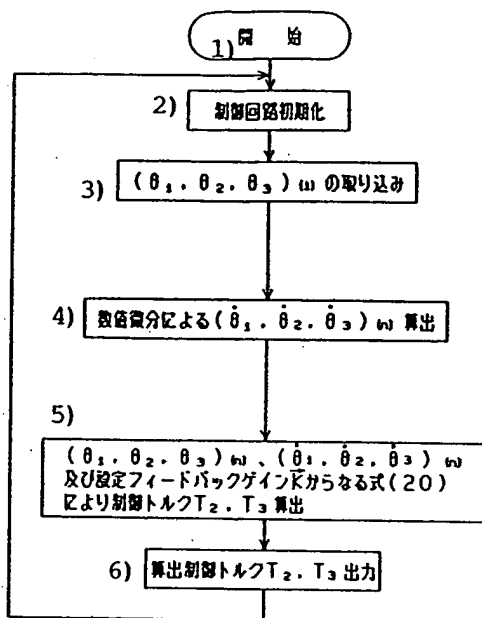 1) 開 始
2) 制御回路初期化
3) (θ₁, θ₂, θ₃)₍₁₎ の取り込み
4) 数値微分による(θ̇₁, θ̇₂, θ̇₃)₍ₙ₎ 算出
5)
(θ₁, θ₂, θ₃)₍ₙ₎、(θ̇₁, θ̇₂, θ̇₃)₍ₙ₎
及び設定フィードバックゲインK̅からなる式(20)
により制御トルクT₂, T₃算出
6) 算出制御トルクT₂, T₃出力